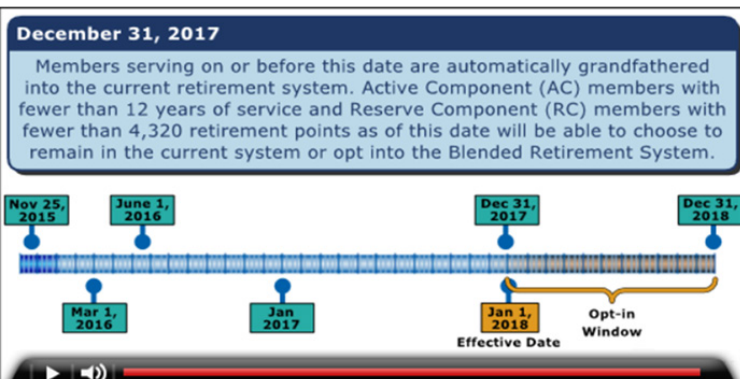 December 31, 2017
Members serving on or before this date are automatically grandfathered
into the current retirement system. Active Component (AC) members with
fewer than 12 years of service and Reserve Component (RC) members with
fewer than 4,320 retirement points as of this date will be able to choose to
remain in the current system or opt into the Blended Retirement System.
Nov 25,
2015
June 1,
2016
Dec 31,
2017
Dec 31,
2018
Mar 1,
2016
Jan
2017
Jan 1,
2018
Effective Date
Opt-in
Window